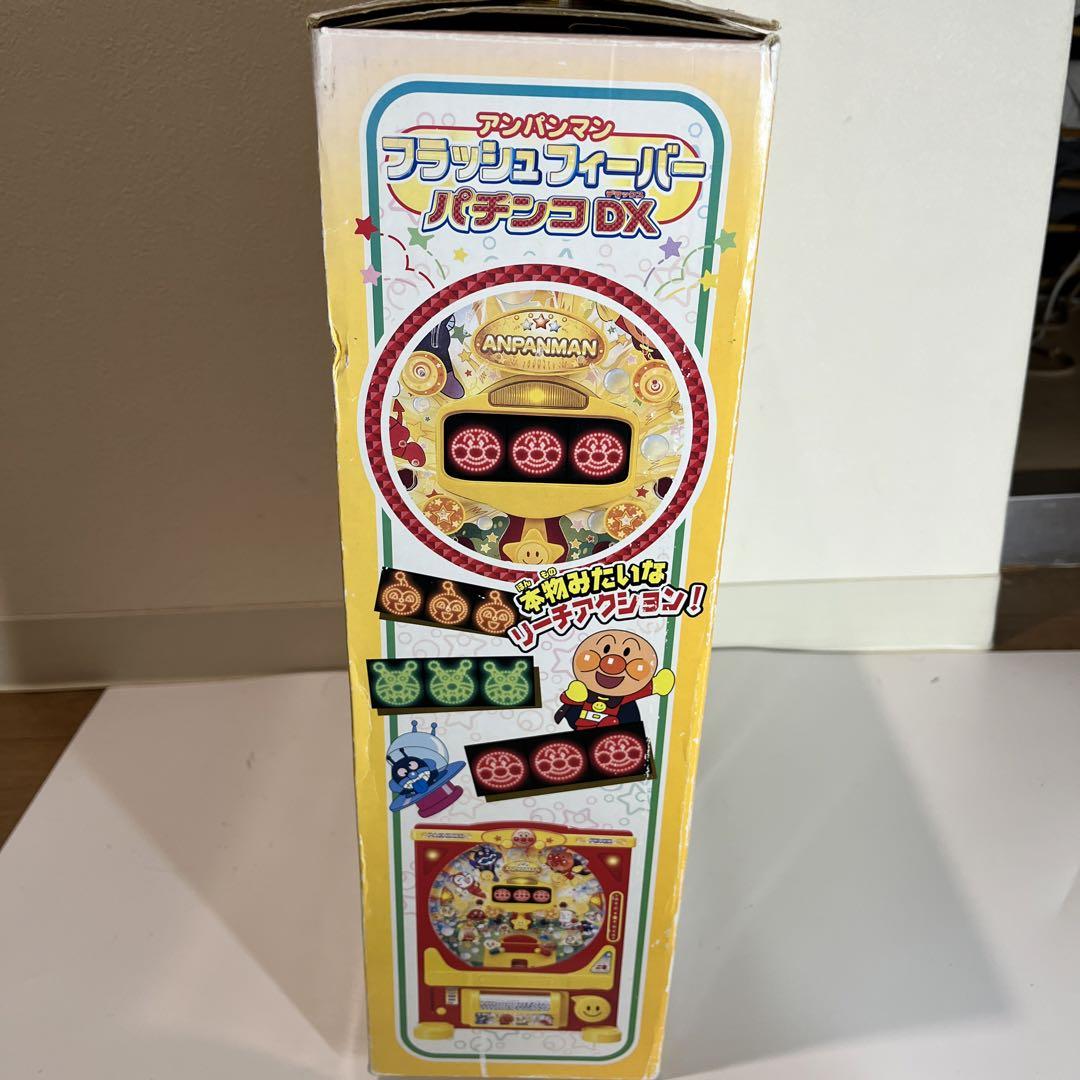 アンパンマン
フラッシュフィーバー
デラックス
パチンコDX
ANPANMAN
ほんもの
本物みたいな
リーチアクション!
ANPANMAN